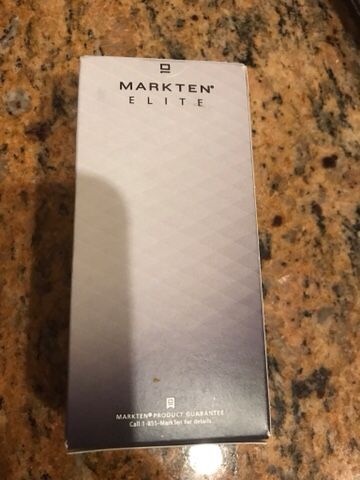 MARKTEN®
ELITE
MARKTEN® PRODUCT GUARANTEE
Call 1-855-MarkTen for details